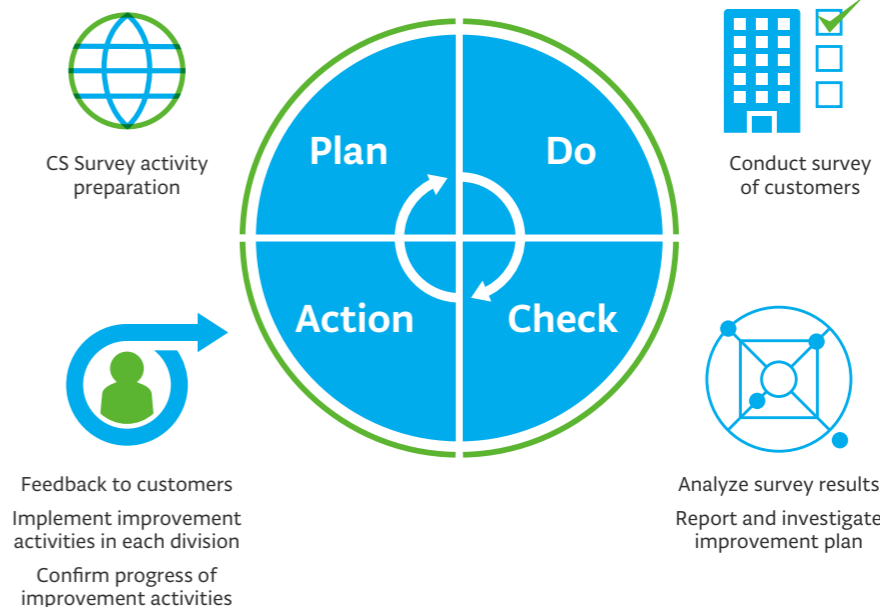 Plan
Do
Action
Check
CS Survey activity
preparation
Conduct survey
of customers
Feedback to customers
Implement improvement
activities in each division
Confirm progress of
improvement activities
Analyze survey results
Report and investigate
improvement plan